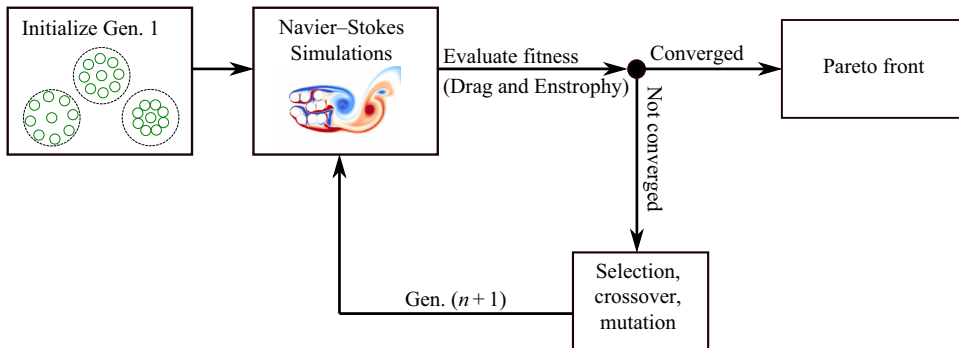 Initialize Gen. 1
Navier–Stokes
Simulations
Evaluate fitness
(Drag and Enstrophy)
Converged
Pareto front
Not converged
Selection,
crossover,
mutation
Gen. (n + 1)